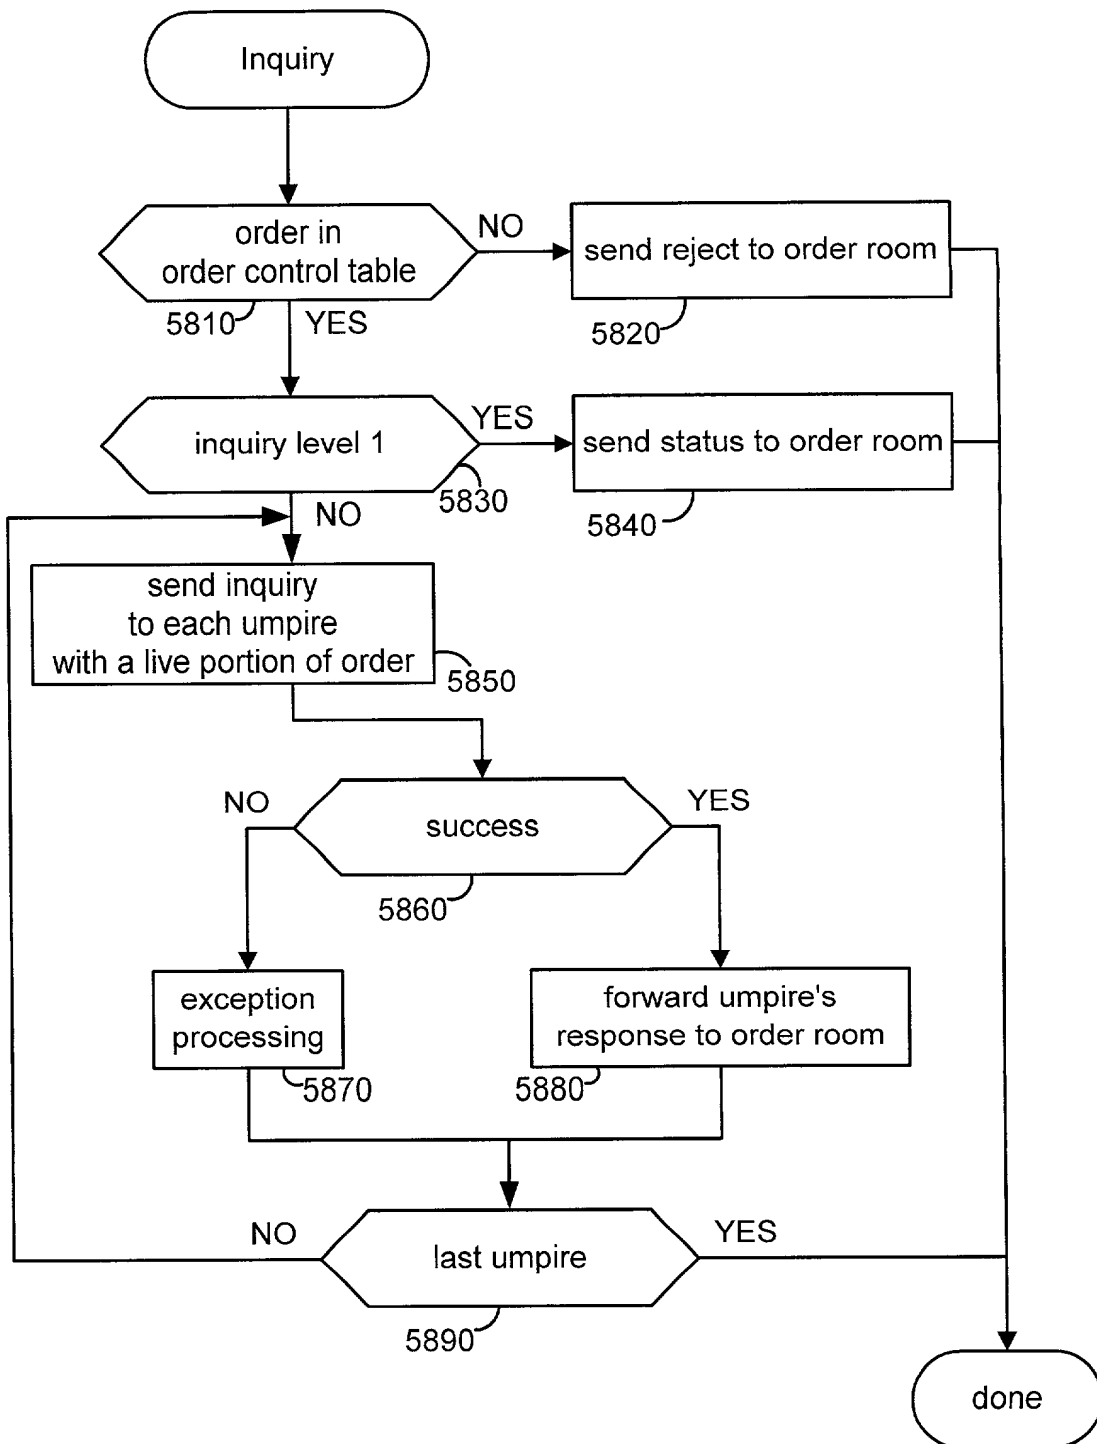 Inquiry
order in
order control table
NO
send reject to order room
5810
YES
5820
inquiry level 1
YES
send status to order room
5830
5840
NO
send inquiry
to each umpire
with a live portion of order
5850
NO
success
YES
5860
exception
processing
forward umpire's
response to order room
5870
5880
NO
last umpire
YES
5890
done